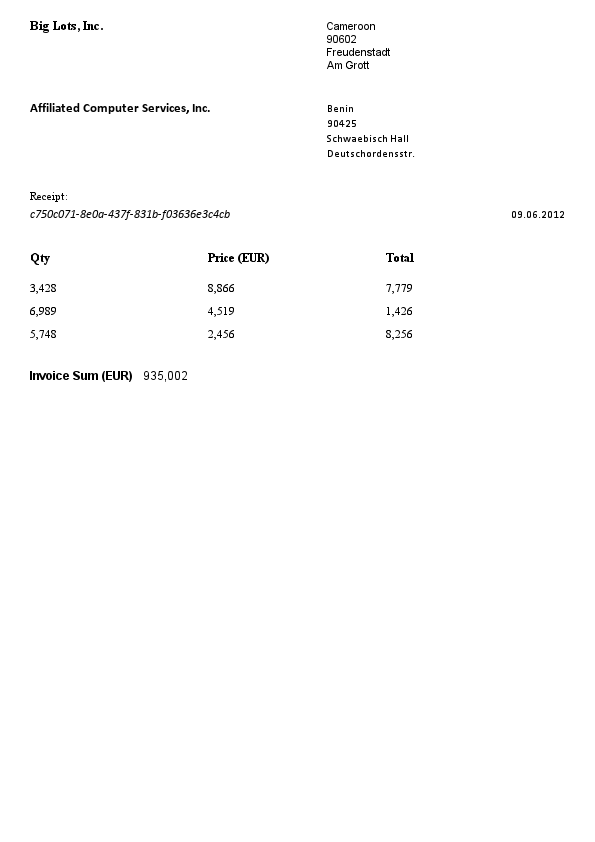 Big Lots, Inc.
Cameroon
90602
Freudenstadt
Am Grott
Affiliated Computer Services, Inc.
Benin
90425
Schwaebisch Hall
Deutschordensstr.
Receipt:
c750c071-8e0a-437f-831b-f03636e3c4cb 09.06.2012
Qty Price (EUR) Total
3,428 8,866 7,779
6,989 4,519 1,426
5,748 2,456 8,256
Invoice Sum (EUR) 935,002